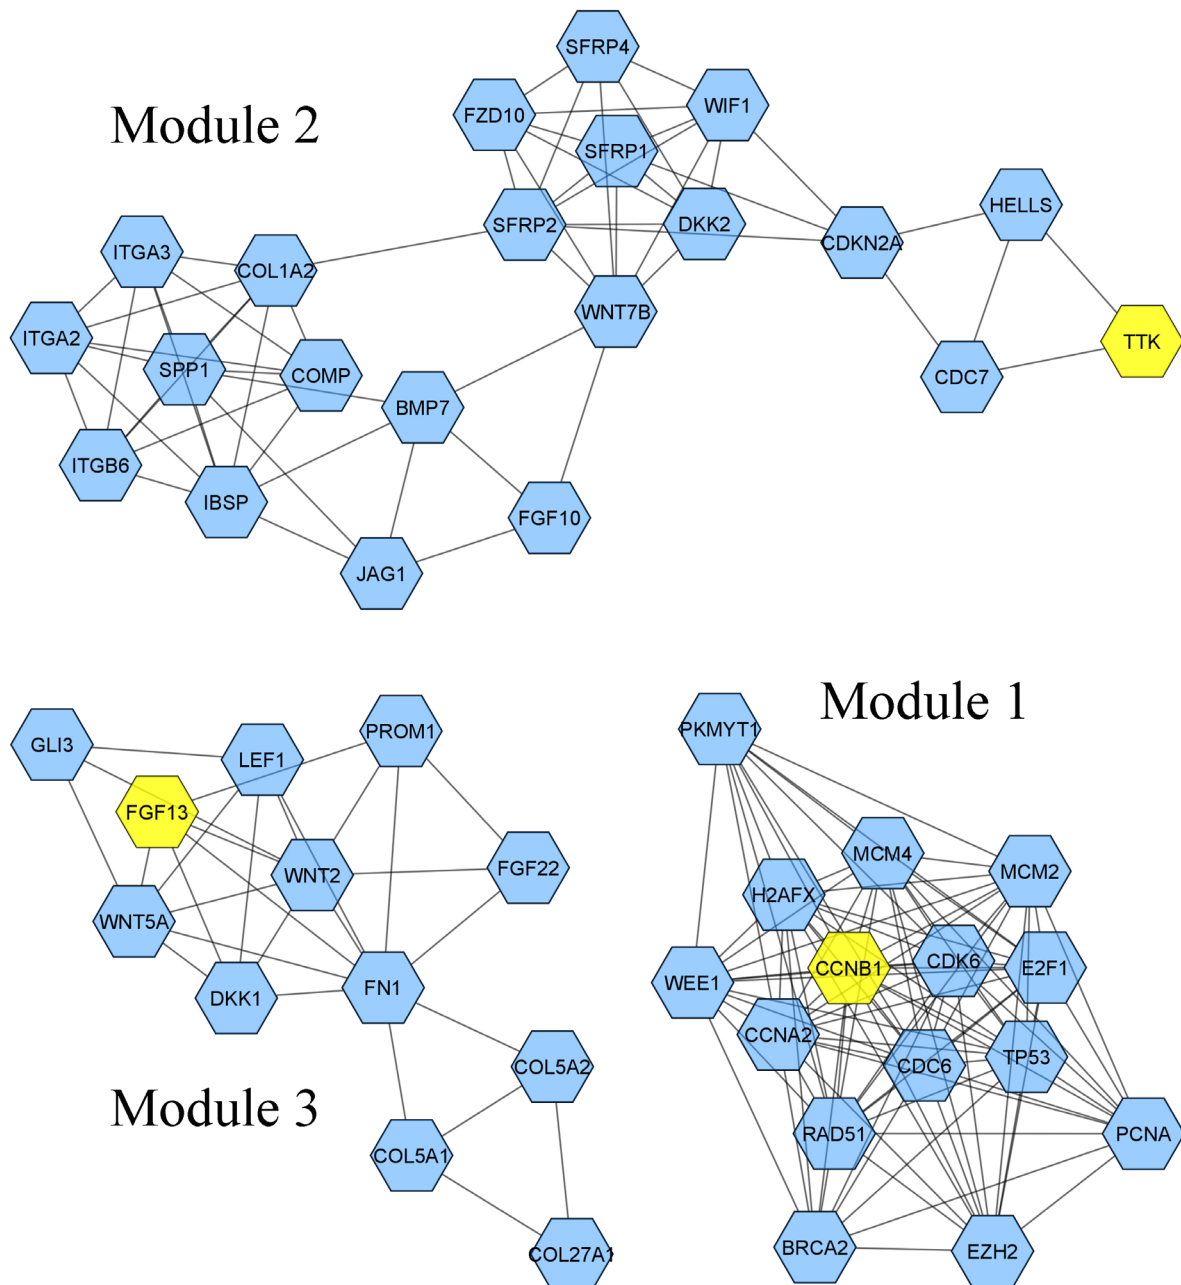 SFRP4
Module 2
FZD10
WIF1
SFRP1
HELLS
SFRP2
DKK2
CDKN2A
ITGA3
COL1A2
WNT7B
ITGA2
TTK
SPP1
COMP
CDC7
BMP7
ITGB6
IBSP
FGF10
JAG1
Module 1
PKMYT1
GLI3
PROM1
LEF1
FGF13
MCM4
FGF22
WNT2
MCM2
H2AFX
WNT5A
CDK6
CCNB1
E2F1
WEE1
FN1
DKK1
CCNA2
TP53
COL5A2
CDC6
Module 3
RAD51
PCNA
COL5A1
BRCA2
EZH2
COL27A1